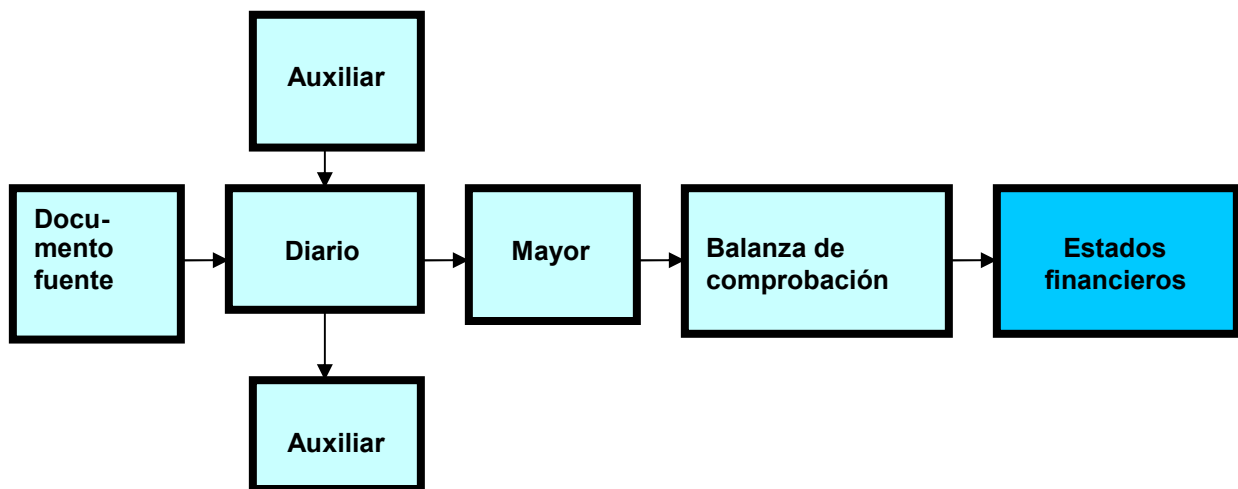 Auxiliar
Docu-
mento
fuente
Diario
Mayor
Balanza de
comprobación
Estados
financieros
Auxiliar